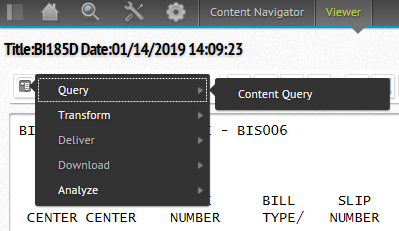 Content Navigator Viewer
Title:BI185D Date:01/14/2019 14:09:23
Query
Content Query
Transform
Deliver
Download
Analyze
BI - BIS006
BILL SLIP
CENTER CENTER NUMBER TYPE/ NUMBER